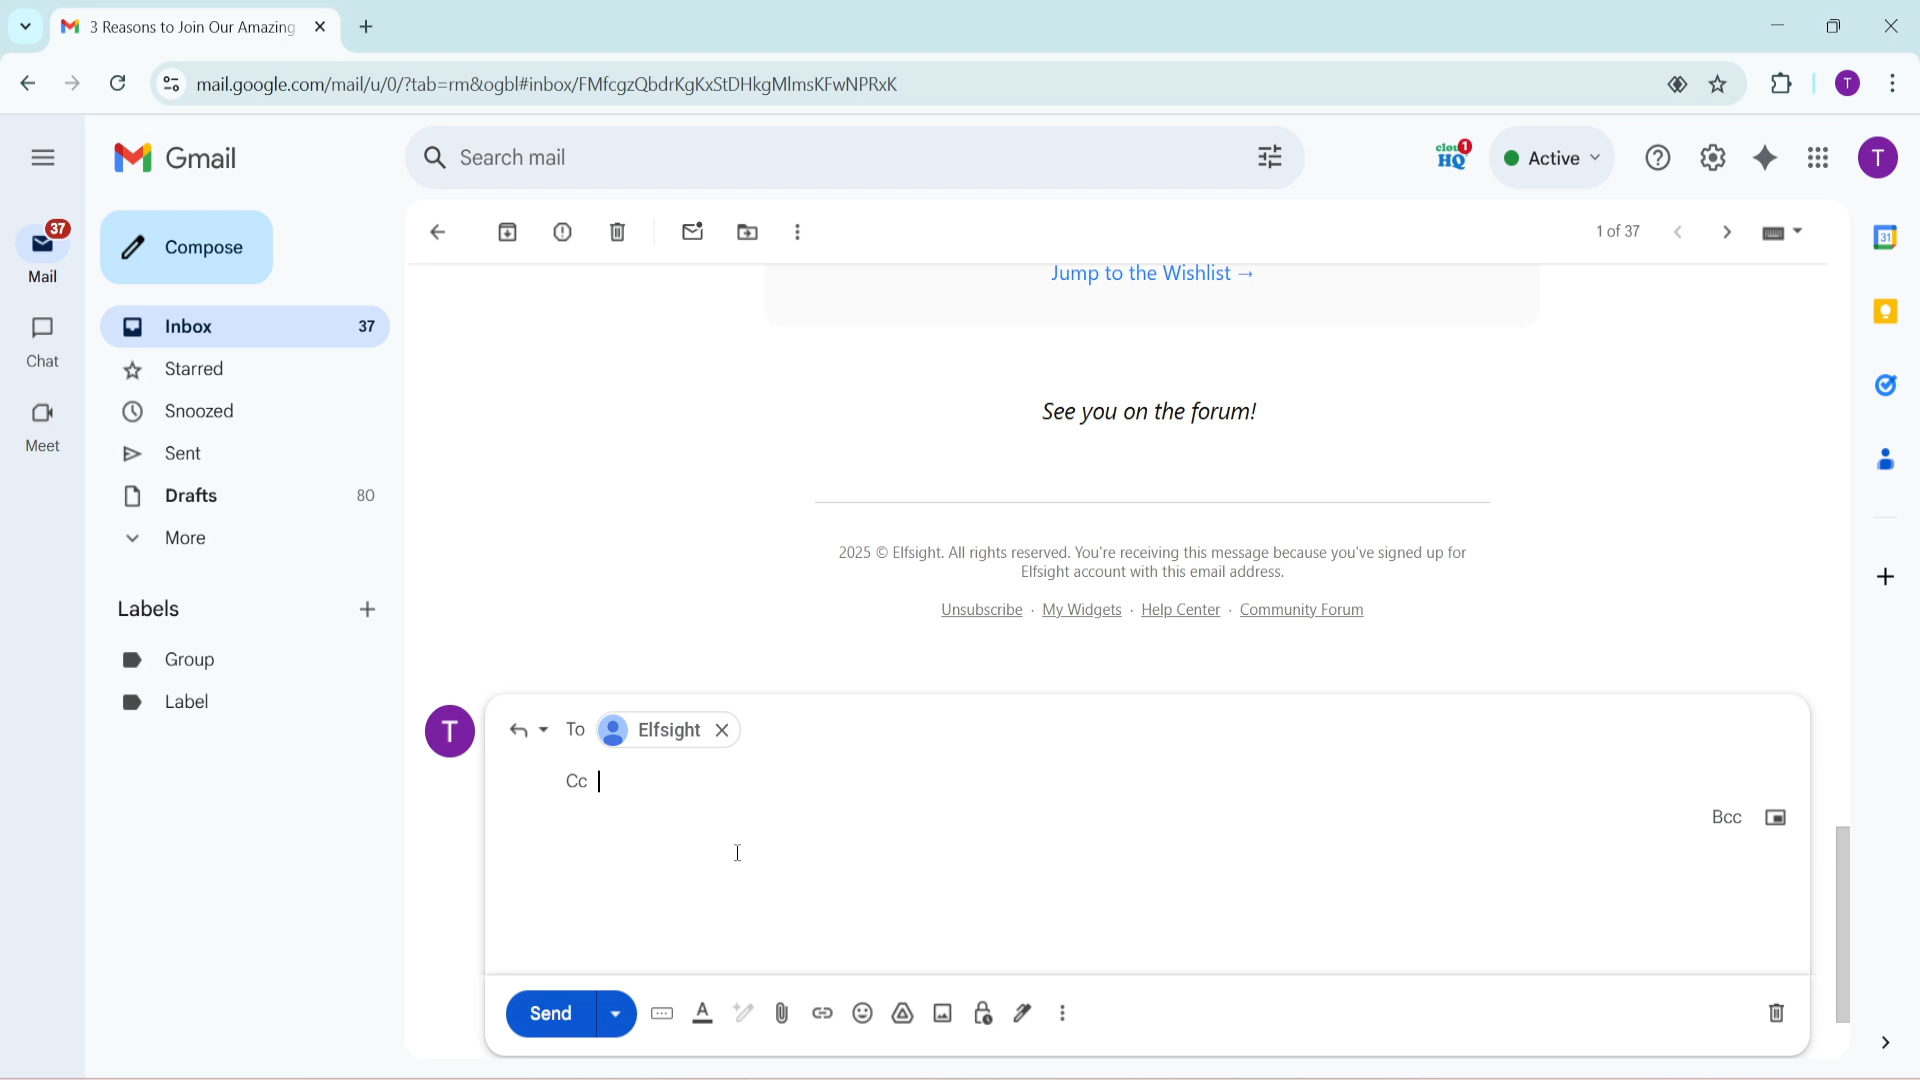 3 Reasons to Join Our Amazing
mail.google.com/mail/u/0/?tab=rm&ogbl#inbox/FMfcgzQbdrKgKxStDHkgMlmsKFwNPRxK
T
Gmail
Search mail
cloudHQ 1
Active
T
37
Mail
Compose
1 of 37
31
Chat
Inbox 37
Starred
Meet
Snoozed
Sent
Drafts 80
More
Labels
Group
Label
Jump to the Wishlist →
See you on the forum!
2025 © Elfsight. All rights reserved. You're receiving this message because you've signed up for
Elfsight account with this email address.
Unsubscribe · My Widgets · Help Center · Community Forum
T
To Elfsight
Cc
Bcc
Send